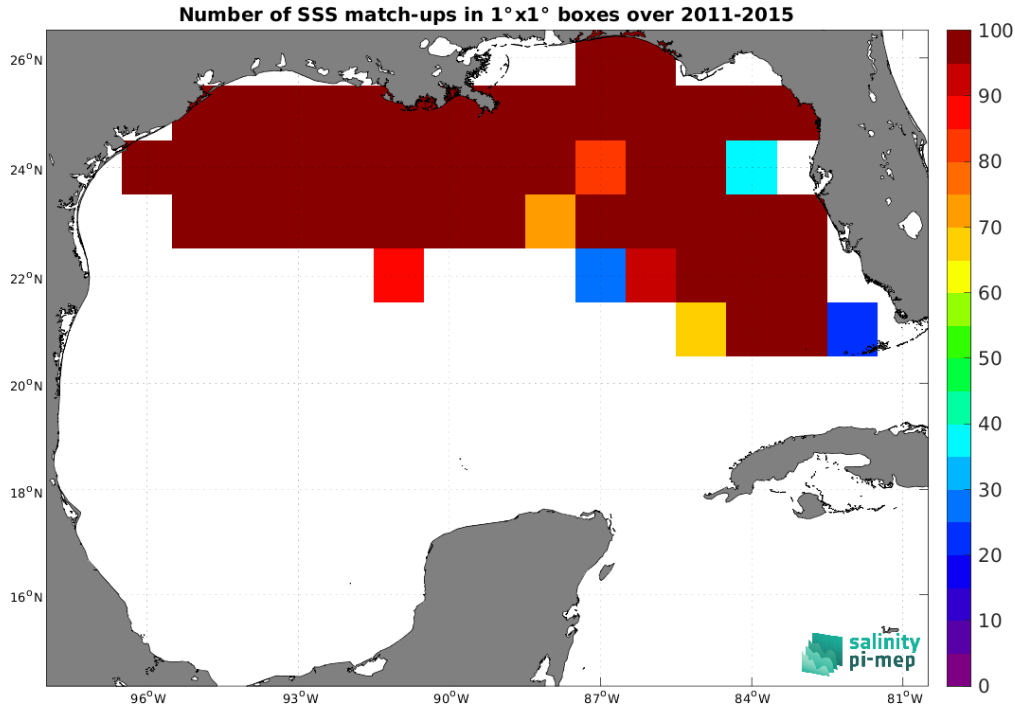 Number of SSS match-ups in 1°x1° boxes over 2011-2015
26°N
24°N
22°N
20°N
18°N
16°N
96°W
93°W
90°W
87°W
84°W
81°W
100
90
80
70
60
50
40
30
20
10
0
salinity
pi-mep